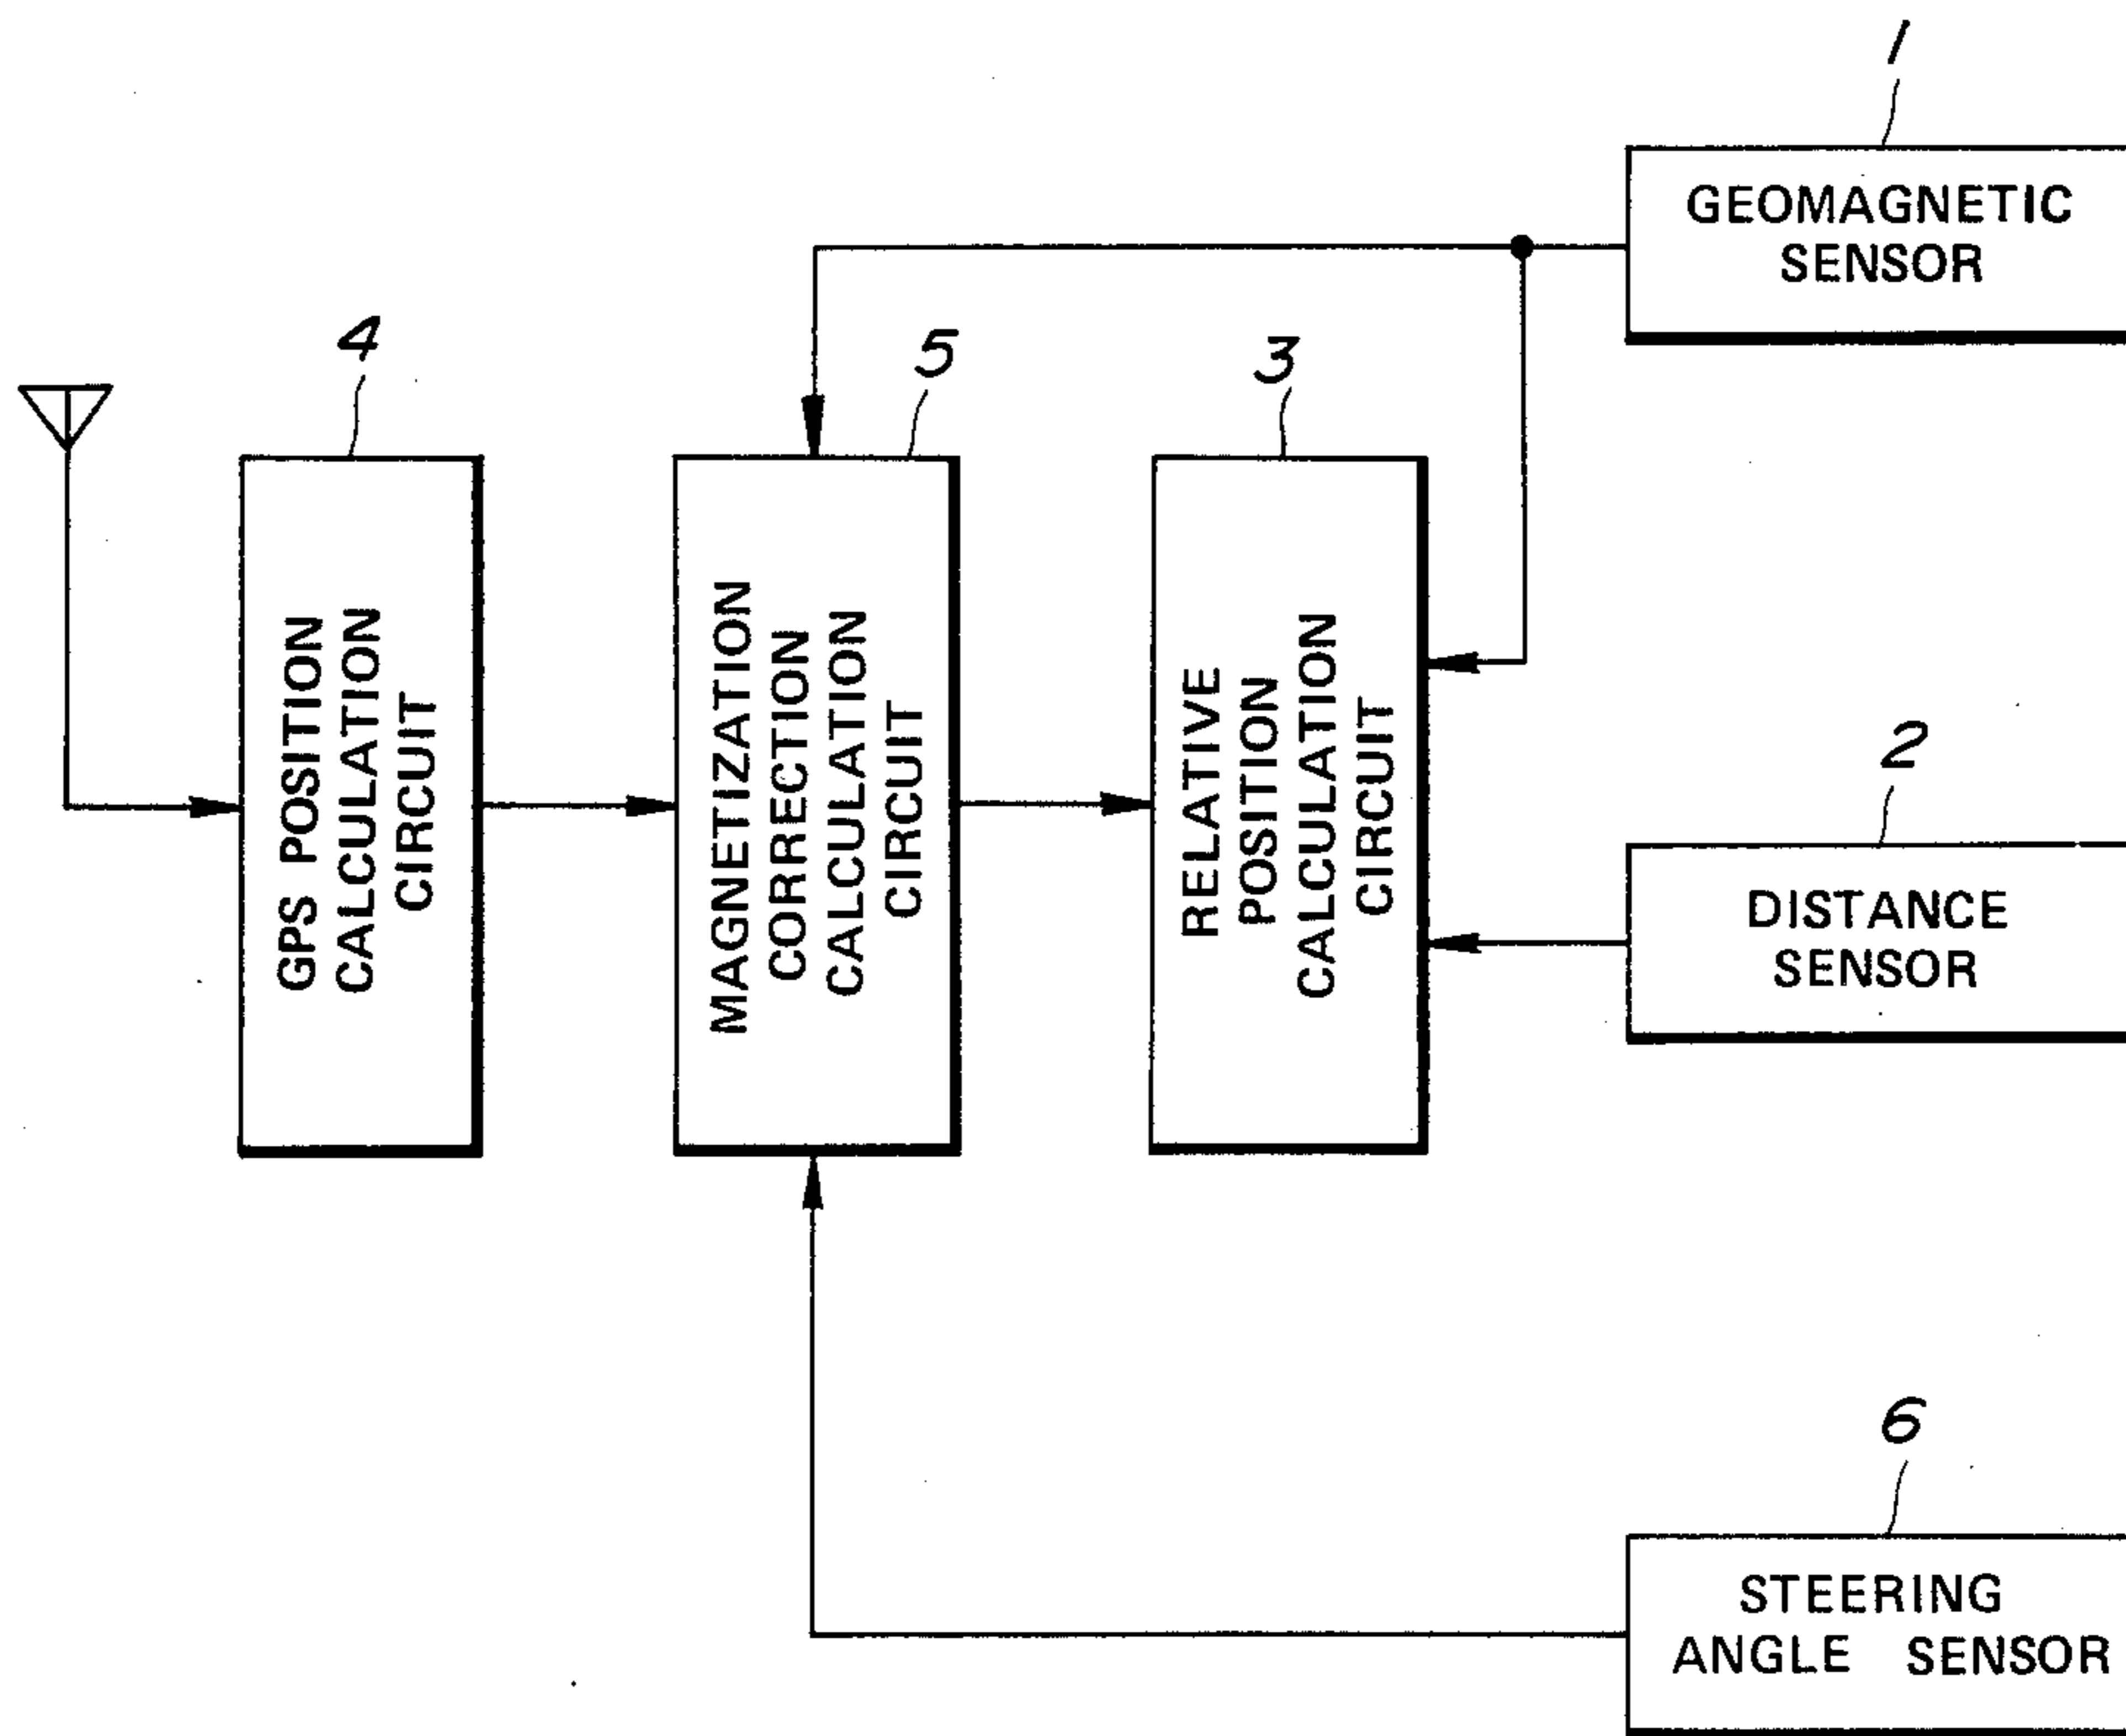 1
GEOMAGNETIC
SENSOR
4
GPS POSITION
CALCULATION
CIRCUIT
5
MAGNETIZATION
CORRECTION
CALCULATION
CIRCUIT
3
RELATIVE
POSITION
CALCULATION
CIRCUIT
2
DISTANCE
SENSOR
6
STEERING
ANGLE SENSOR